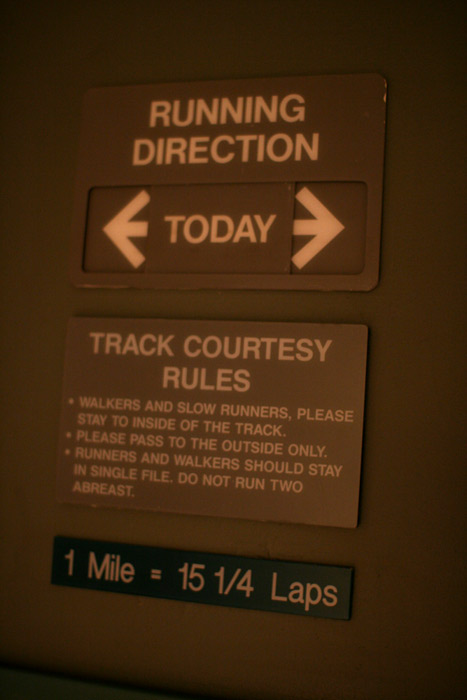 RUNNING
DIRECTION
TODAY
TRACK COURTESY
RULES
• WALKERS AND SLOW RUNNERS, PLEASE
STAY TO INSIDE OF THE TRACK.
• PLEASE PASS TO THE OUTSIDE ONLY.
• RUNNERS AND WALKERS SHOULD STAY
IN SINGLE FILE. DO NOT RUN TWO
ABREAST.
1 Mile = 15 1/4 Laps